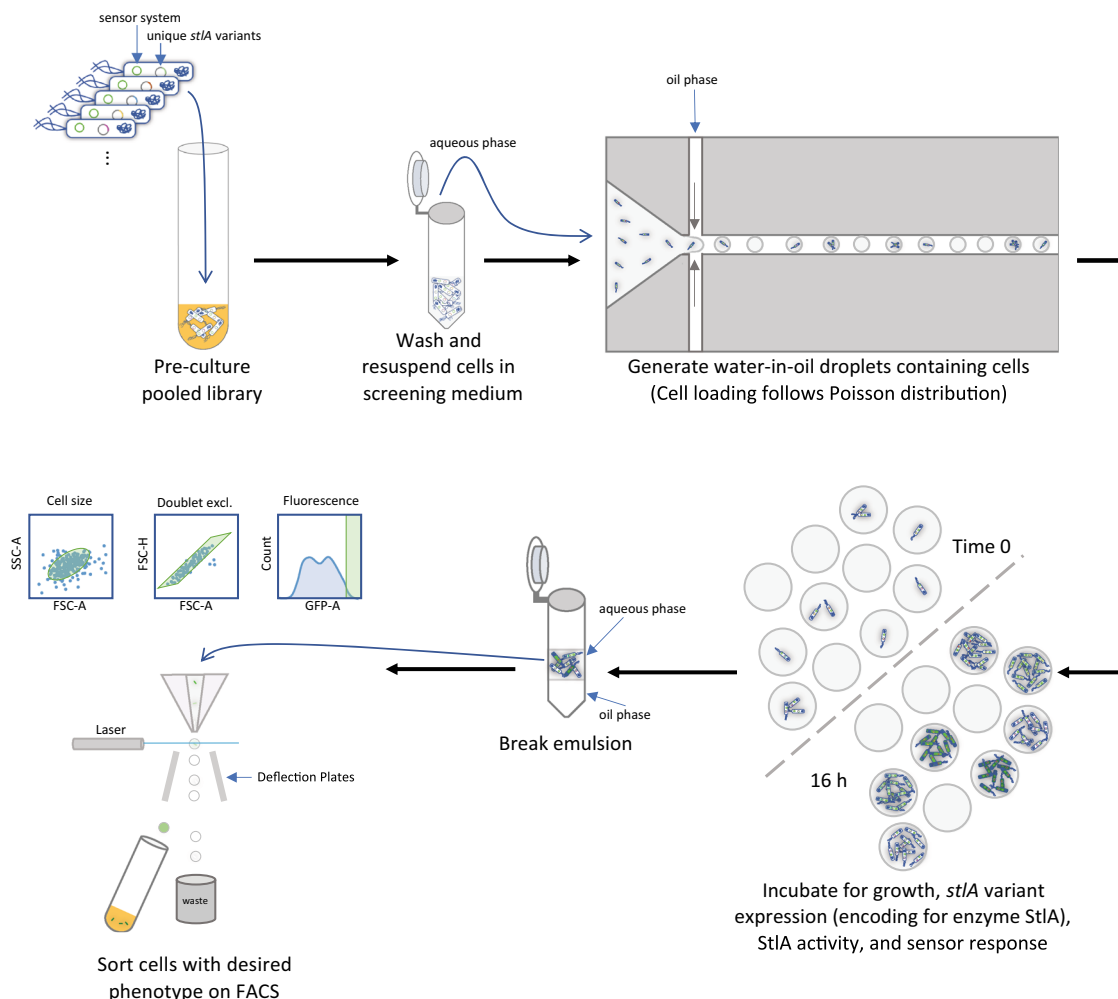 sensor system
unique stlA variants
⋮
aqueous phase
oil phase
Pre-culture
pooled library
Wash and
resuspend cells in
screening medium
Generate water-in-oil droplets containing cells
(Cell loading follows Poisson distribution)
Cell size
Doublet excl.
Fluorescence
SSC-A
FSC-A
FSC-H
FSC-A
Count
GFP-A
Time 0
16 h
aqueous phase
oil phase
Break emulsion
Laser
Deflection Plates
waste
Incubate for growth, stlA variant
expression (encoding for enzyme StlA),
StlA activity, and sensor response
Sort cells with desired
phenotype on FACS